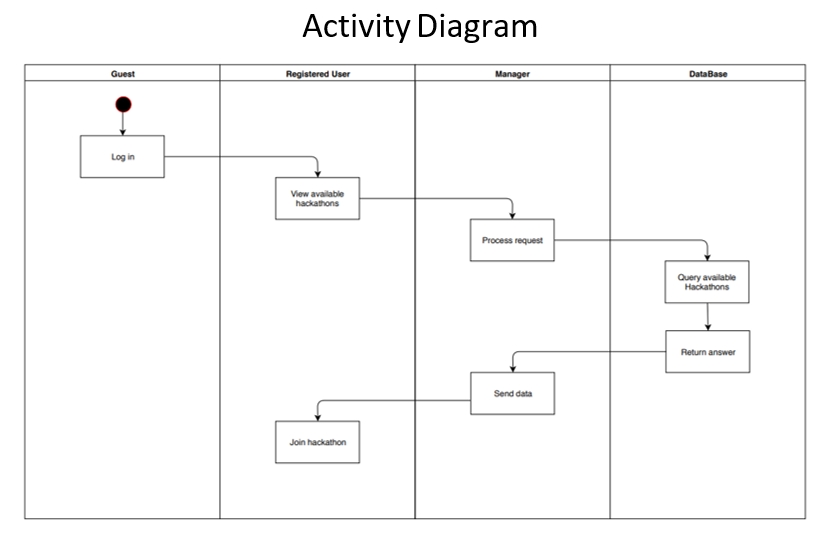 Activity Diagram
Guest
Registered User
Manager
DataBase
Log in
View available
hackathons
Process request
Query available
Hackathons
Return answer
Send data
Join hackathon